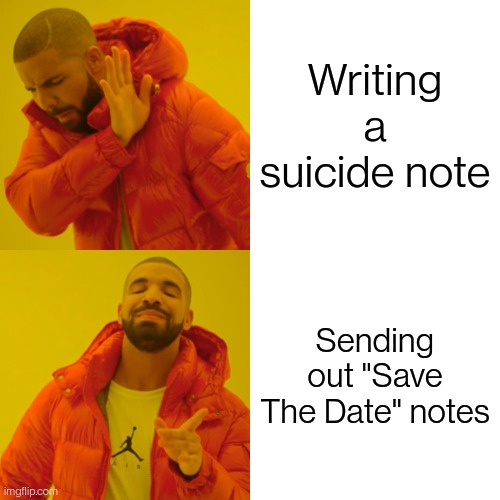 Writing
a
suicide note
Sending
out "Save
The Date" notes
imgflip.com